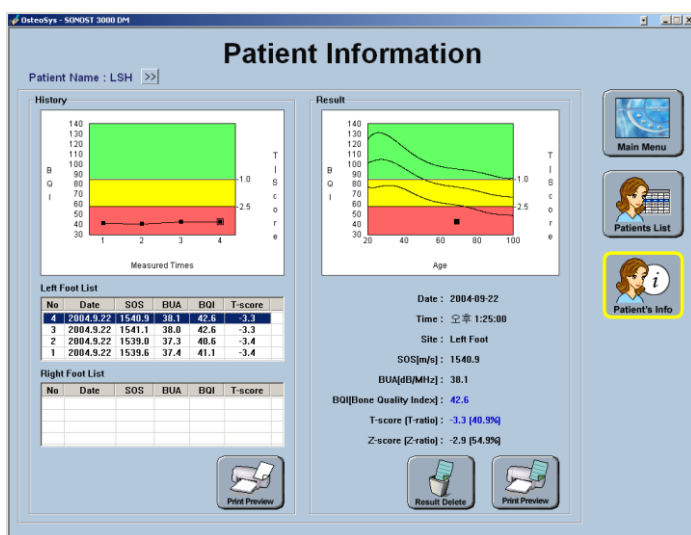 OsteoSys - SONOST 3000 DM
Patient Information
Patient Name : LSH >>
History
140
130
120
110
100
90
80
70
60
50
40
30
BQI
-1.0
-2.5
T|Score
1 2 3 4
Measured Times
Left Foot List
No Date SOS BUA BQI T-score
4 2004.9.22 1540.9 38.1 42.6 -3.3
3 2004.9.22 1541.1 38.0 42.6 -3.3
2 2004.9.22 1539.0 37.3 40.6 -3.4
1 2004.9.22 1539.6 37.4 41.1 -3.4
Right Foot List
No Date SOS BUA BQI T-score
Print Preview
Result
140
130
120
110
100
90
80
70
60
50
40
30
BQI
-1.0
-2.5
T|Score
20 40 60 80 100
Age
Date : 2004-09-22
Time : 오후 1:25:00
Site : Left Foot
SOS[m/s] : 1540.9
BUA[dB/MHz] : 38.1
BQI[Bone Quality Index] : 42.6
T-score [T-ratio] : -3.3 [40.9%]
Z-score [Z-ratio] : -2.9 [54.9%]
Result Delete
Print Preview
Main Menu
Patients List
i
Patient's Info